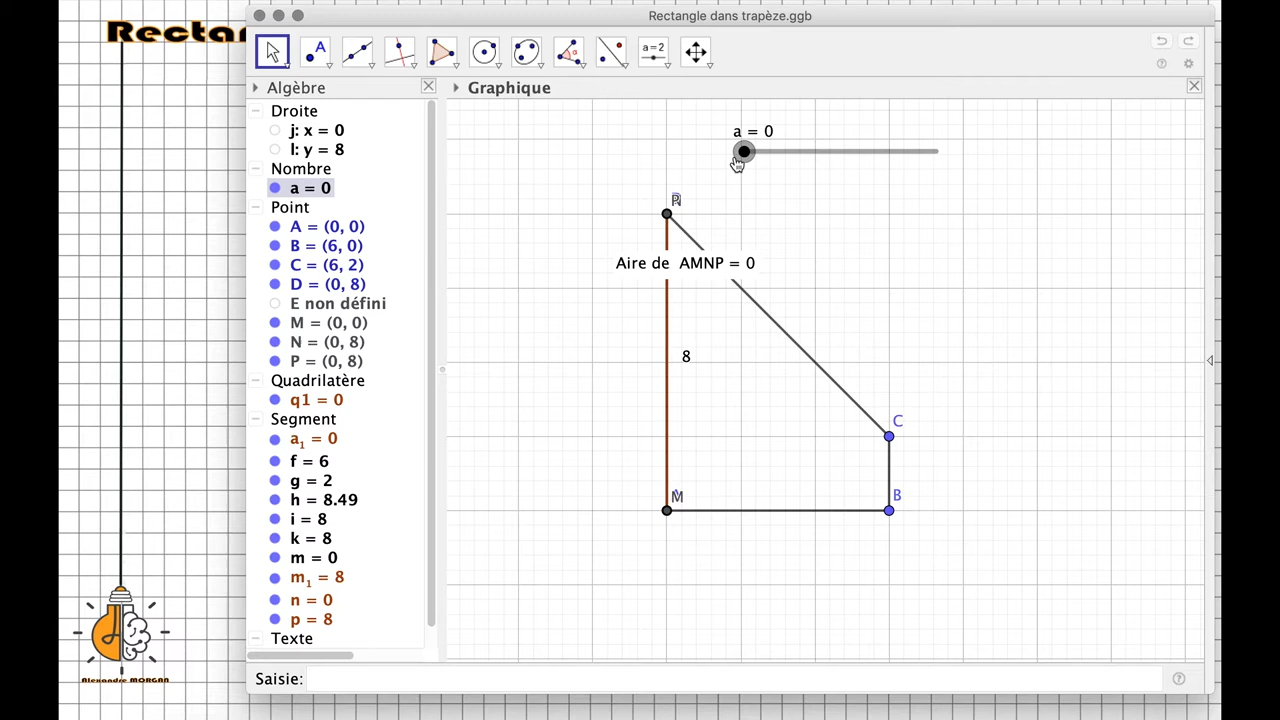 Rectan
Rectangle dans trapèze.ggb
A
α
a=2
Algèbre
Graphique
Droite
j: x = 0
l: y = 8
Nombre
a = 0
Point
A = (0, 0)
B = (6, 0)
C = (6, 2)
D = (0, 8)
E non défini
M = (0, 0)
N = (0, 8)
P = (0, 8)
Quadrilatère
q1 = 0
Segment
a₁ = 0
f = 6
g = 2
h = 8.49
i = 8
k = 8
m = 0
m₁ = 8
n = 0
p = 8
Texte
a = 0
Aire de AMNP = 0
8
C
M
B
Saisie:
Alexandre MORGAN